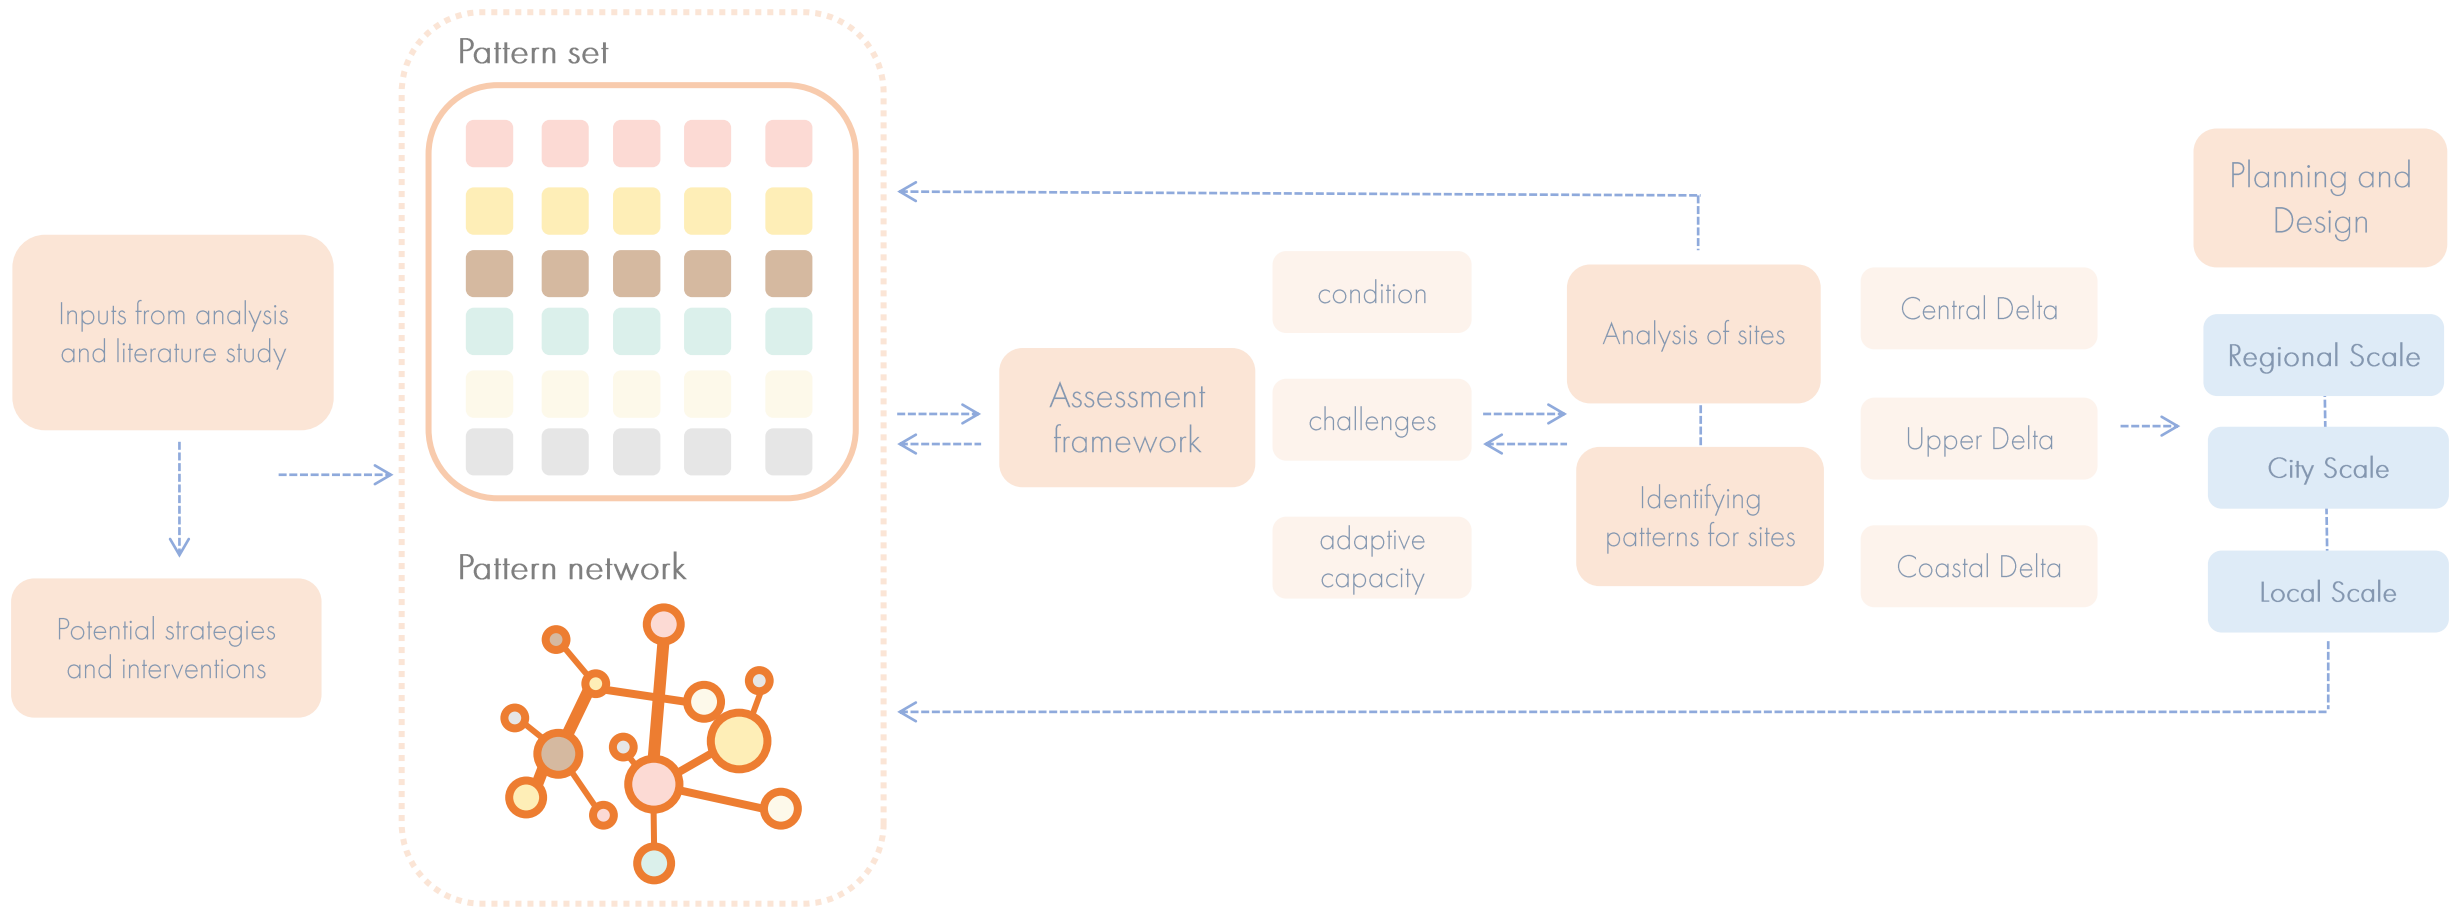 Pattern set
Inputs from analysis
and literature study
Potential strategies
and interventions
Pattern network
Assessment
framework
condition
challenges
adaptive
capacity
Analysis of sites
Identifying
patterns for sites
Central Delta
Upper Delta
Coastal Delta
Planning and
Design
Regional Scale
City Scale
Local Scale